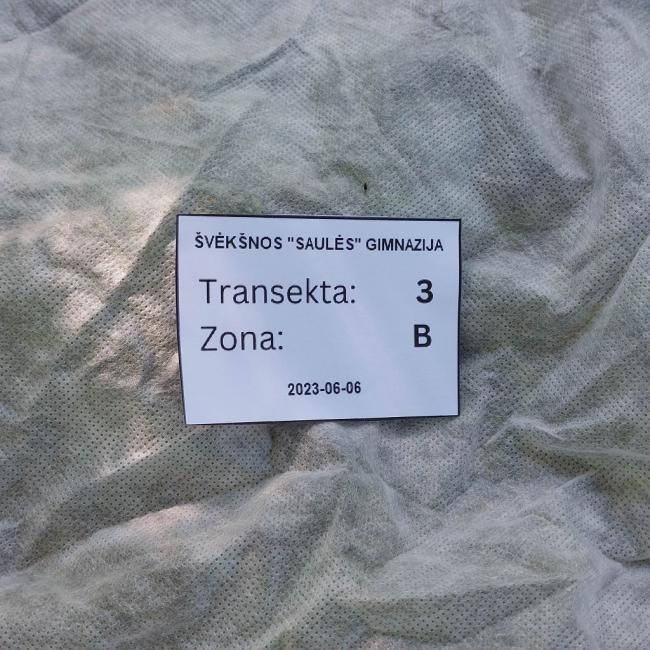 ŠVĖKŠNOS "SAULĖS" GIMNAZIJA
Transekta: 3
Zona: B
2023-06-06